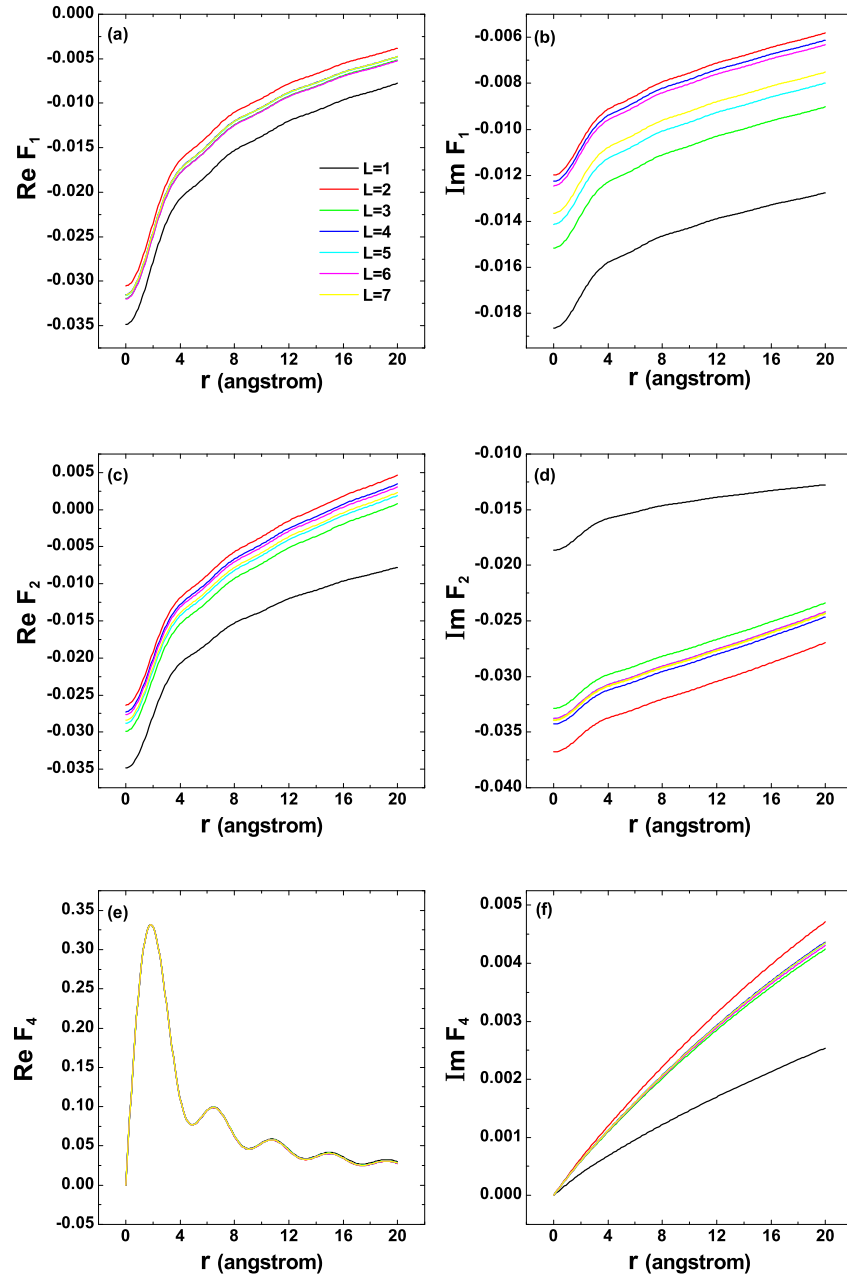 (a)
0.000
-0.005
-0.010
-0.015
-0.020
-0.025
-0.030
-0.035
Re F1
L=1
L=2
L=3
L=4
L=5
L=6
L=7
0 4 8 12 16 20
r (angstrom)
(b)
-0.006
-0.008
-0.010
-0.012
-0.014
-0.016
-0.018
Im F1
0 4 8 12 16 20
r (angstrom)
(c)
0.005
0.000
-0.005
-0.010
-0.015
-0.020
-0.025
-0.030
-0.035
Re F2
0 4 8 12 16 20
r (angstrom)
(d)
-0.010
-0.015
-0.020
-0.025
-0.030
-0.035
-0.040
Im F2
0 4 8 12 16 20
r (angstrom)
(e)
0.35
0.30
0.25
0.20
0.15
0.10
0.05
0.00
-0.05
Re F4
0 4 8 12 16 20
r (angstrom)
(f)
0.005
0.004
0.003
0.002
0.001
0.000
Im F4
0 4 8 12 16 20
r (angstrom)